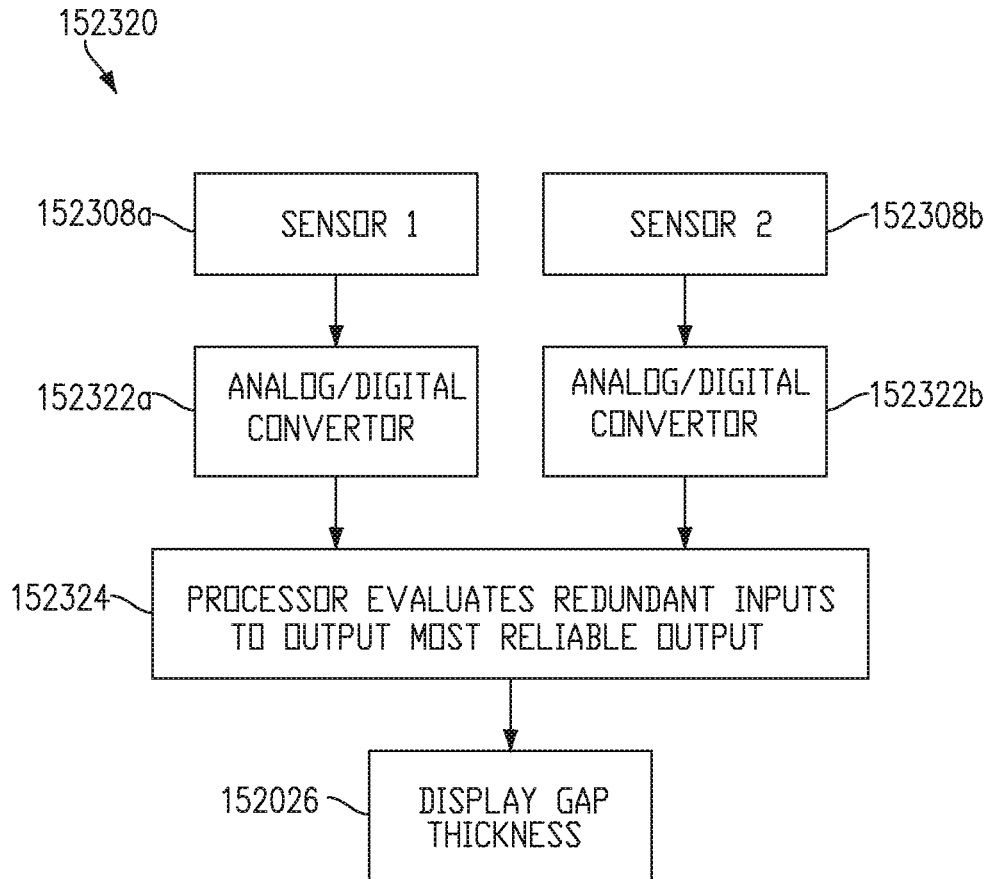 152320
152308a
SENSOR 1
SENSOR 2
152308b
152322a
ANALOG/DIGITAL
CONVERTOR
ANALOG/DIGITAL
CONVERTOR
152322b
152324
PROCESSOR EVALUATES REDUNDANT INPUTS
TO OUTPUT MOST RELIABLE OUTPUT
152026
DISPLAY GAP
THICKNESS